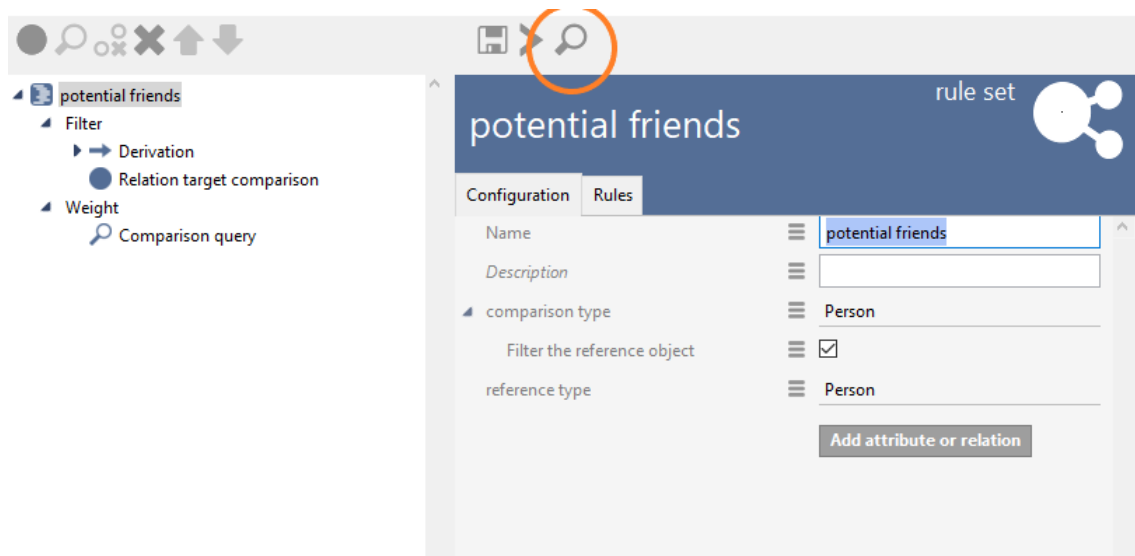 potential friends
Filter
Derivation
Relation target comparison
Weight
Comparison query
rule set
potential friends
Configuration Rules
Name potential friends
Description
comparison type Person
Filter the reference object
reference type Person
Add attribute or relation